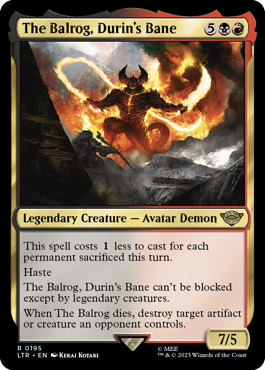 The Balrog, Durin's Bane 5
Legendary Creature — Avatar Demon
This spell costs 1 less to cast for each
permanent sacrificed this turn.
Haste
The Balrog, Durin's Bane can't be blocked
except by legendary creatures.
When The Balrog dies, destroy target artifact
or creature an opponent controls.
7/5
R 0195
LTR • EN KEKAI KOTAKI
© MEE
™ & © 2023 Wizards of the Coast